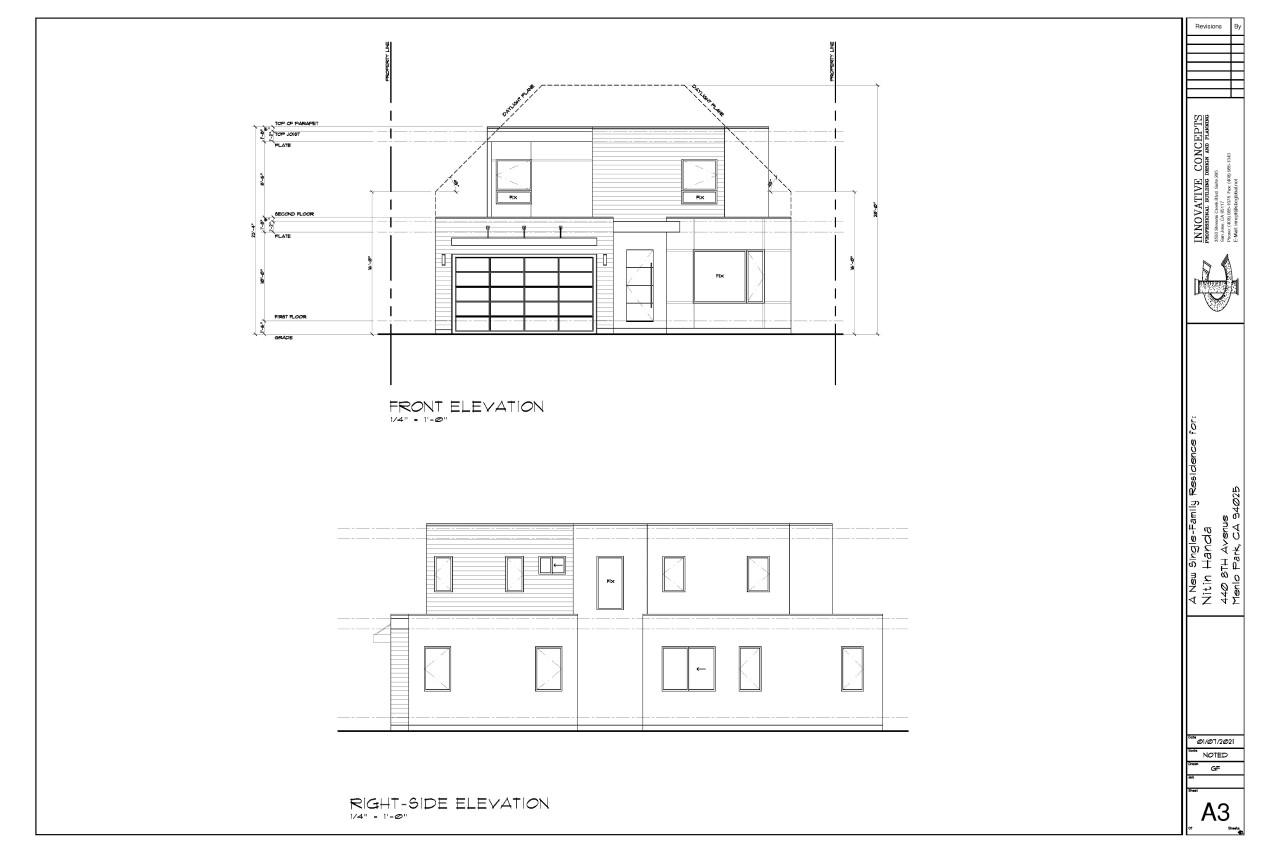 PROPERTY LINE
PROPERTY LINE
DAYLIGHT PLANE
DAYLIGHT PLANE
TOP OF PARAPET
TOP JOIST
PLATE
SECOND FLOOR
PLATE
FIRST FLOOR
GRADE
FIX
FIX
FIX
FRONT ELEVATION
1/4" = 1'-0"
FIX
RIGHT-SIDE ELEVATION
1/4" = 1'-0"
Revisions By
INNOVATIVE CONCEPTS
PROFESSIONAL BUILDING DESIGN AND PLANNING
A New Single-Family Residence for:
Nitin Handa
440 8TH Avenue
Menlo Park, CA 94025
Date
01/07/2021
Scale
NOTED
Drawn
GF
Job
Sheet
A3
Of Sheets